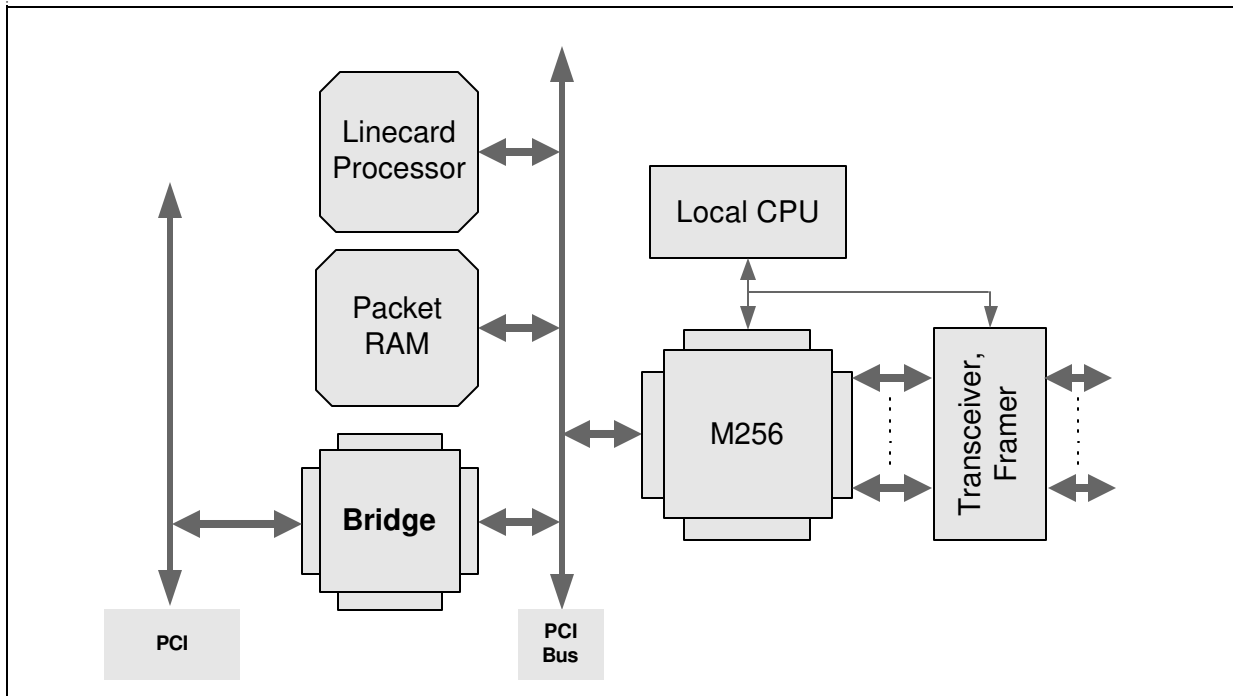 Linecard
Processor
Local CPU
Packet
RAM
M256
Transceiver,
Framer
Bridge
PCI
PCI
Bus